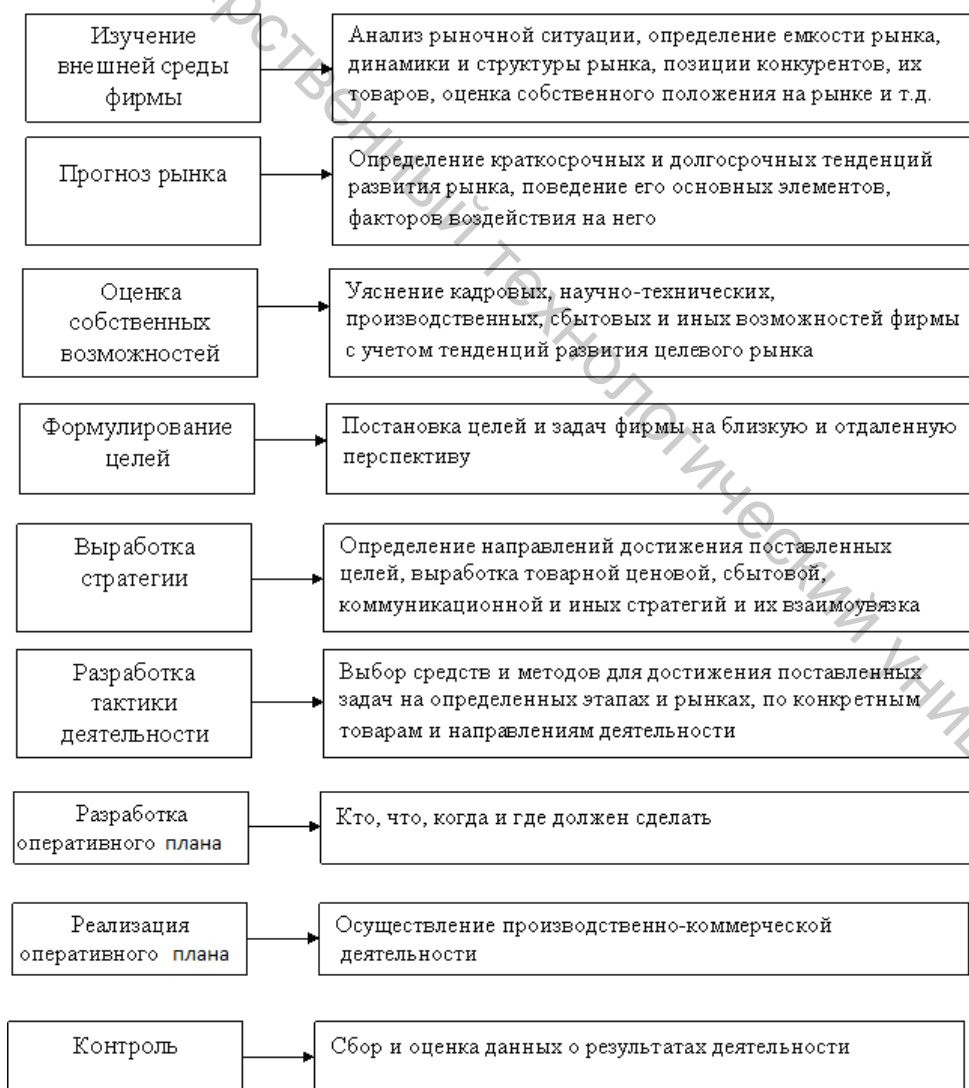 Изучение
внешней среды
фирмы
Анализ рыночной ситуации, определение емкости рынка,
динамики и структуры рынка, позиции конкурентов, их
товаров, оценка собственного положения на рынке и т.д.
Прогноз рынка
Определение краткосрочных и долгосрочных тенденций
развития рынка, поведение его основных элементов,
факторов воздействия на него
Оценка
собственных
возможностей
Уяснение кадровых, научно-технических,
производственных, сбытовых и иных возможностей фирмы
с учетом тенденций развития целевого рынка
Формулирование
целей
Постановка целей и задач фирмы на близкую и отдаленную
перспективу
Выработка
стратегии
Определение направлений достижения поставленных
целей, выработка товарной ценовой, сбытовой,
коммуникационной и иных стратегий и их взаимоувязка
Разработка
тактики
деятельности
Выбор средств и методов для достижения поставленных
задач на определенных этапах и рынках, по конкретным
товарам и направлениям деятельности
Разработка
оперативного плана
Кто, что, когда и где должен сделать
Реализация
оперативного плана
Осуществление производственно-коммерческой
деятельности
Контроль
Сбор и оценка данных о результатах деятельности
технологический